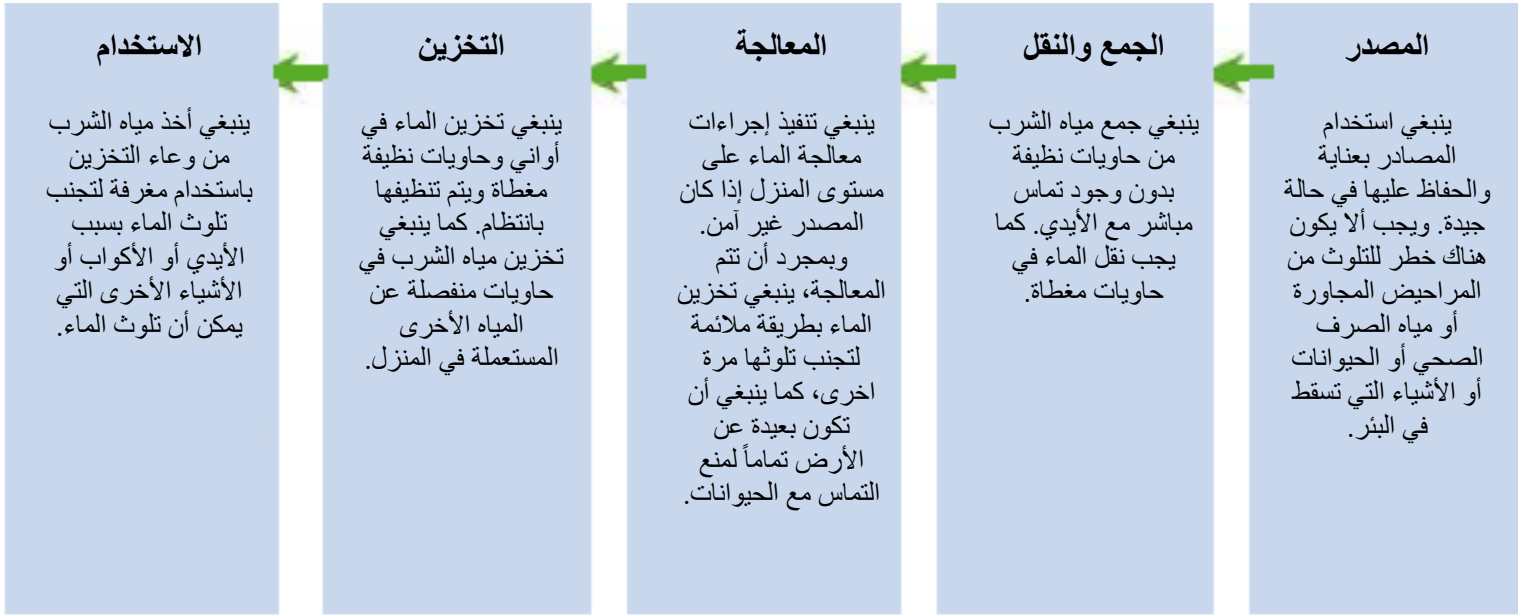 المصدر
ينبغي استخدام
المصادر بعناية
والحفاظ عليها في حالة
جيدة. ويجب ألا يكون
هناك خطر للتلوث من
المراحيض المجاورة
أو مياه الصرف
الصحي أو الحيوانات
أو الأشياء التي تسقط
في البئر.
الجمع والنقل
ينبغي جمع مياه الشرب
من حاويات نظيفة
بدون وجود تماس
مباشر مع الأيدي. كما
يجب نقل الماء في
حاويات مغطاة.
المعالجة
ينبغي تنفيذ إجراءات
معالجة الماء على
مستوى المنزل إذا كان
المصدر غير آمن.
وبمجرد أن تتم
المعالجة، ينبغي تخزين
الماء بطريقة ملائمة
لتجنب تلوثها مرة
اخرى، كما ينبغي أن
تكون بعيدة عن
الأرض تماماً لمنع
التماس مع الحيوانات.
التخزين
ينبغي تخزين الماء في
أواني وحاويات نظيفة
مغطاة ويتم تنظيفها
بانتظام. كما ينبغي
تخزين مياه الشرب في
حاويات منفصلة عن
المياه الأخرى
المستعملة في المنزل.
الاستخدام
ينبغي أخذ مياه الشرب
من وعاء التخزين
باستخدام مغرفة لتجنب
تلوث الماء بسبب
الأيدي أو الأكواب أو
الأشياء الأخرى التي
يمكن أن تلوث الماء.